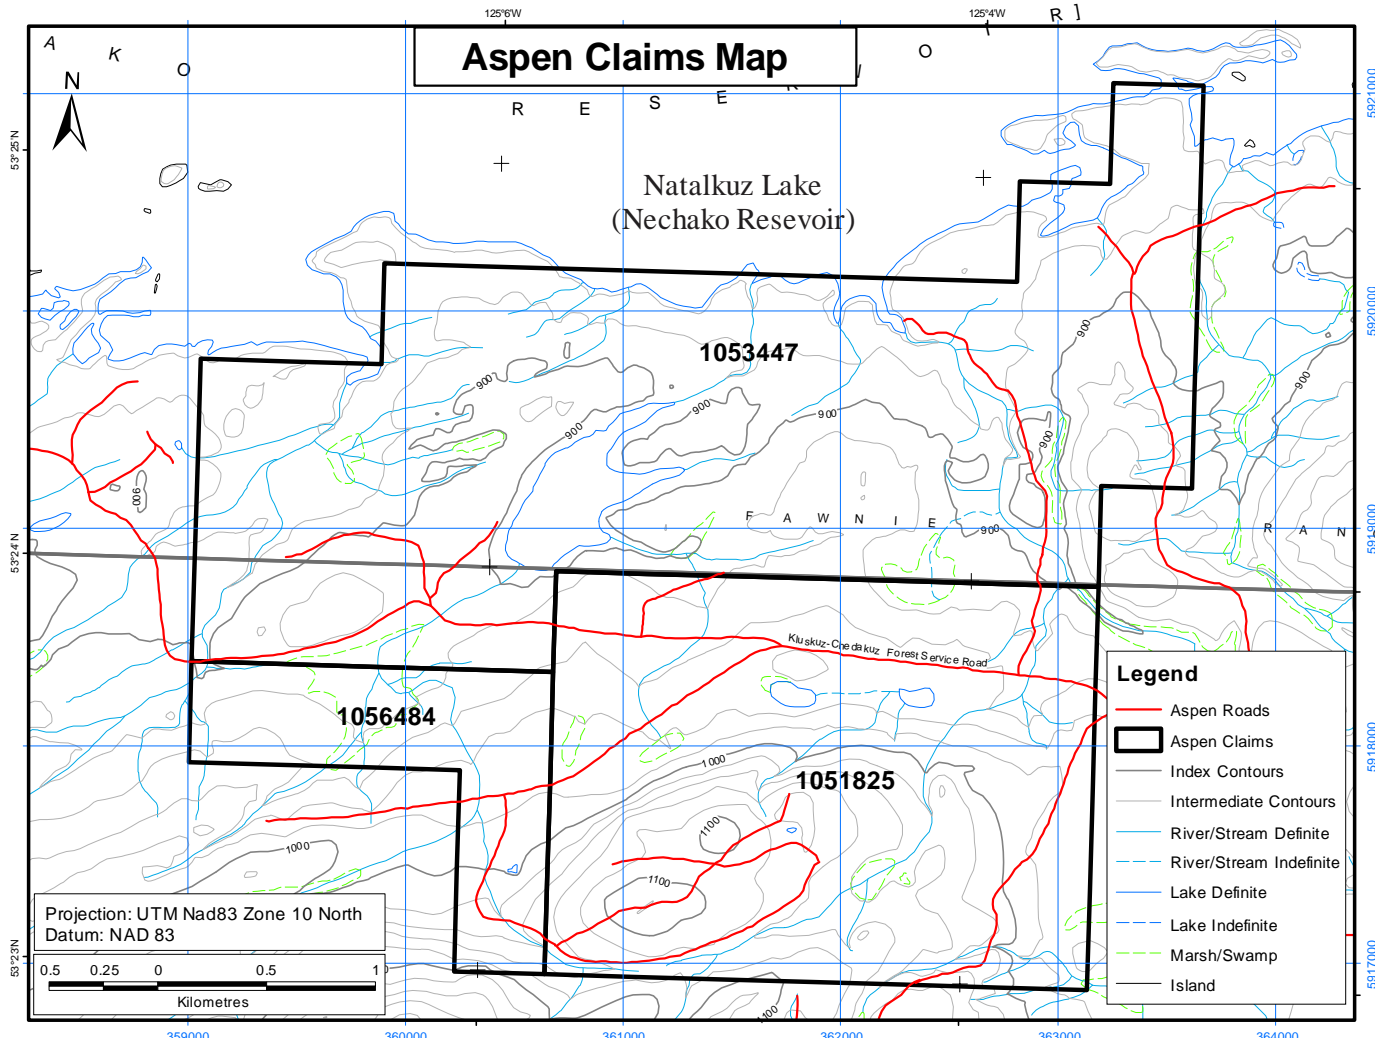 125°6'W
125°4'W
A K O
O I R ]
Aspen Claims Map
N
R E S E R
Natalkuz Lake
(Nechako Resevoir)
53°25'N
53°24'N
53°23'N
5921000
5920000
5919000
5918000
5917000
1053447
900
900
900
900
900
900
900
900
900
F A W N I E
R A N
Kluskuz-Chedakuz Forest Service Road
1056484
1051825
1000
1000
1100
1100
1100
Legend
Aspen Roads
Aspen Claims
Index Contours
Intermediate Contours
River/Stream Definite
River/Stream Indefinite
Lake Definite
Lake Indefinite
Marsh/Swamp
Island
Projection: UTM Nad83 Zone 10 North
Datum: NAD 83
0.5 0.25 0 0.5 1
Kilometres
359000 360000 361000 362000 363000 364000